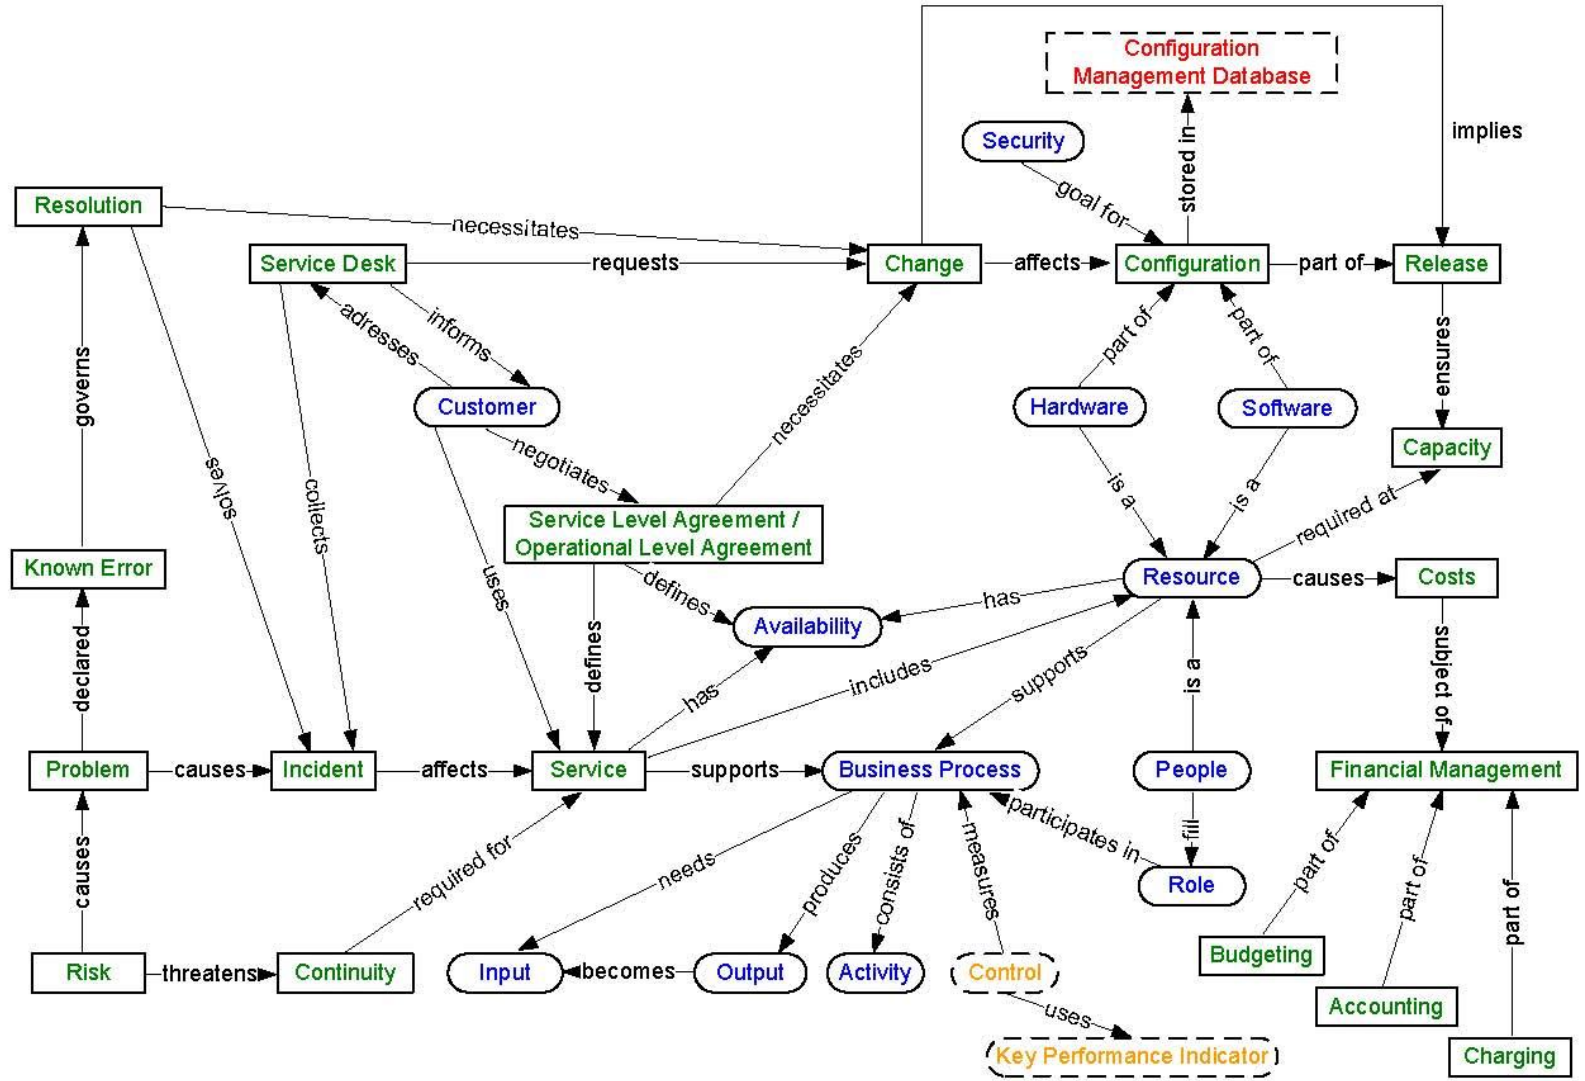 Configuration
Management Database
Security
implies
stored in
goal for
Resolution
necessitates
Service Desk
requests
Change
affects
Configuration
part of
Release
adresses
informs
governs
part of
part of
ensures
necessitates
Customer
Hardware
Software
Capacity
negotiates
solves
collects
is a
is a
required at
Service Level Agreement /
Operational Level Agreement
Known Error
uses
defines
Resource
causes
Costs
has
Availability
declared
defines
has
includes
supports
is a
subject of
Problem
causes
Incident
affects
Service
supports
Business Process
People
Financial Management
causes
required for
needs
produces
consists of
measures
participates in
fill
Role
part of
part of
part of
Risk
threatens
Continuity
Input
becomes
Output
Activity
Control
Budgeting
uses
Accounting
Key Performance Indicator
Charging